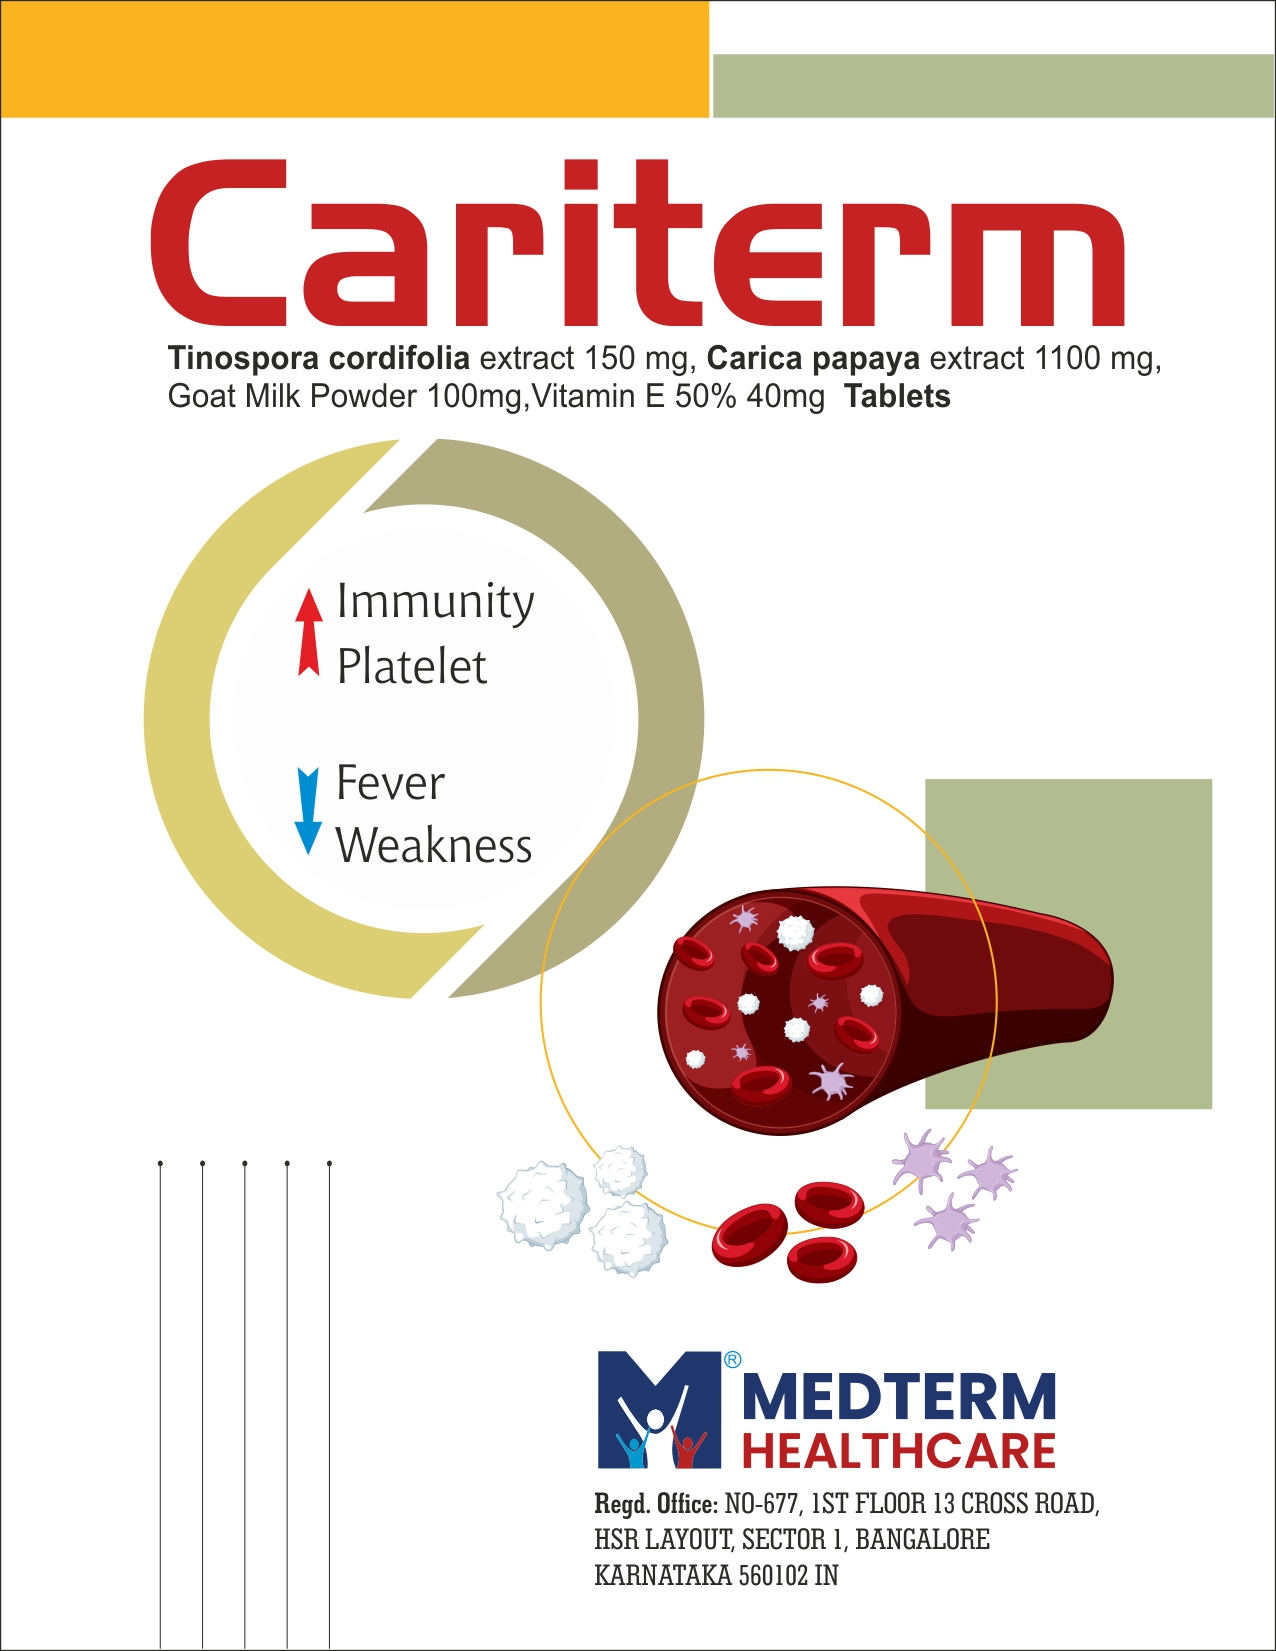 Cariterm
Tinospora cordifolia extract 150 mg, Carica papaya extract 1100 mg,
Goat Milk Powder 100mg,Vitamin E 50% 40mg Tablets
Immunity
Platelet
Fever
Weakness
M®
MEDTERM
HEALTHCARE
Regd. Office: NO-677, 1ST FLOOR 13 CROSS ROAD,
HSR LAYOUT, SECTOR 1, BANGALORE
KARNATAKA 560102 IN